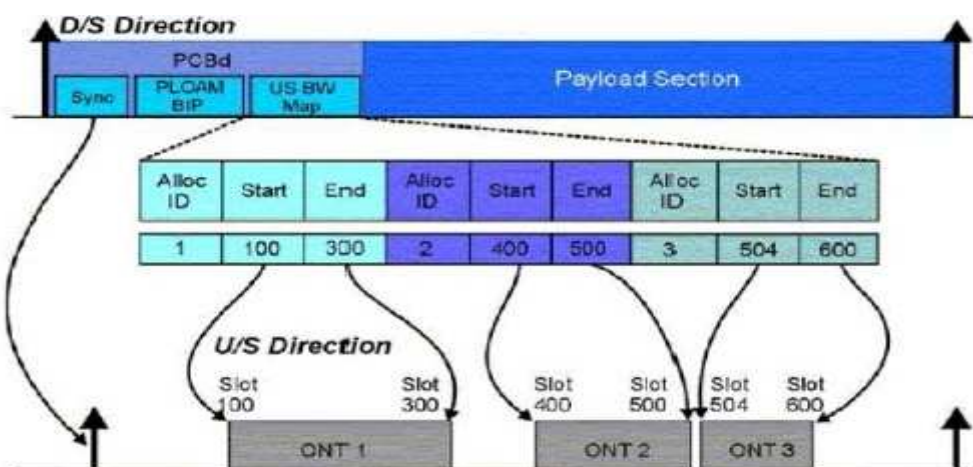 D/S Direction
PCBd
Payload Section
Sync
PLOAM
BIP
US BW
Map
Alloc
ID
Start
End
Alloc
ID
Start
End
Alloc
ID
Start
End
1
100
300
2
400
500
3
504
600
U/S Direction
Slot
100
Slot
300
Slot
400
Slot
500
Slot
504
Slot
600
ONT 1
ONT 2
ONT 3